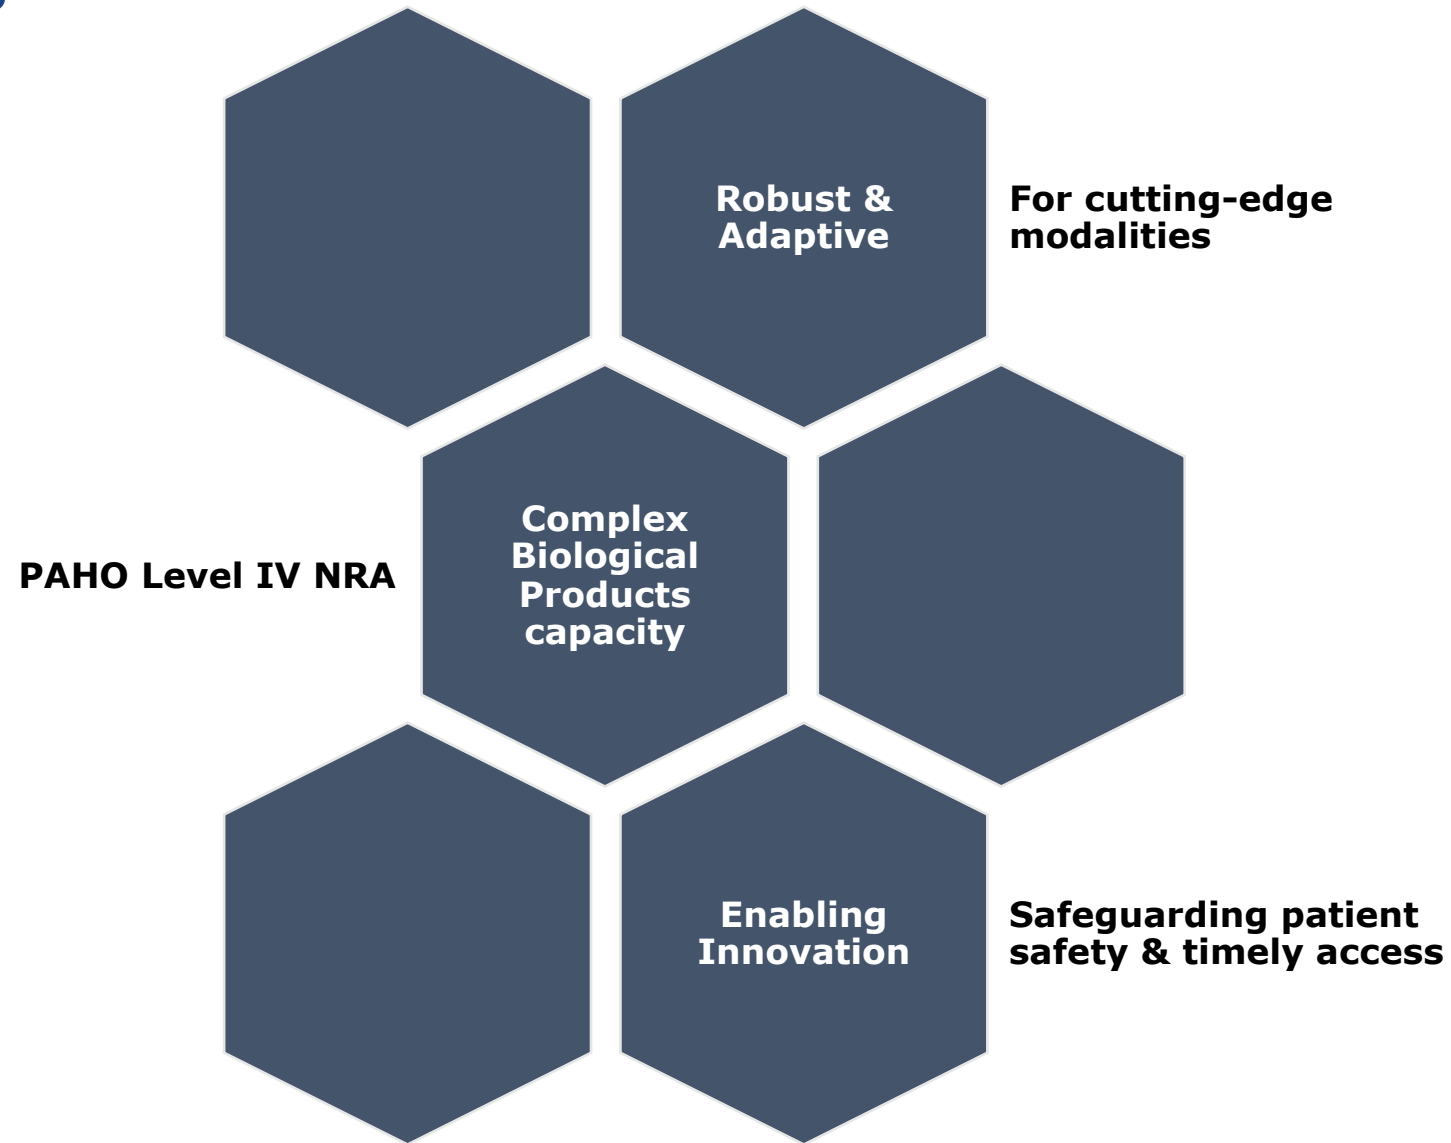 Robust &
Adaptive
For cutting-edge
modalities
PAHO Level IV NRA
Complex
Biological
Products
capacity
Enabling
Innovation
Safeguarding patient
safety & timely access